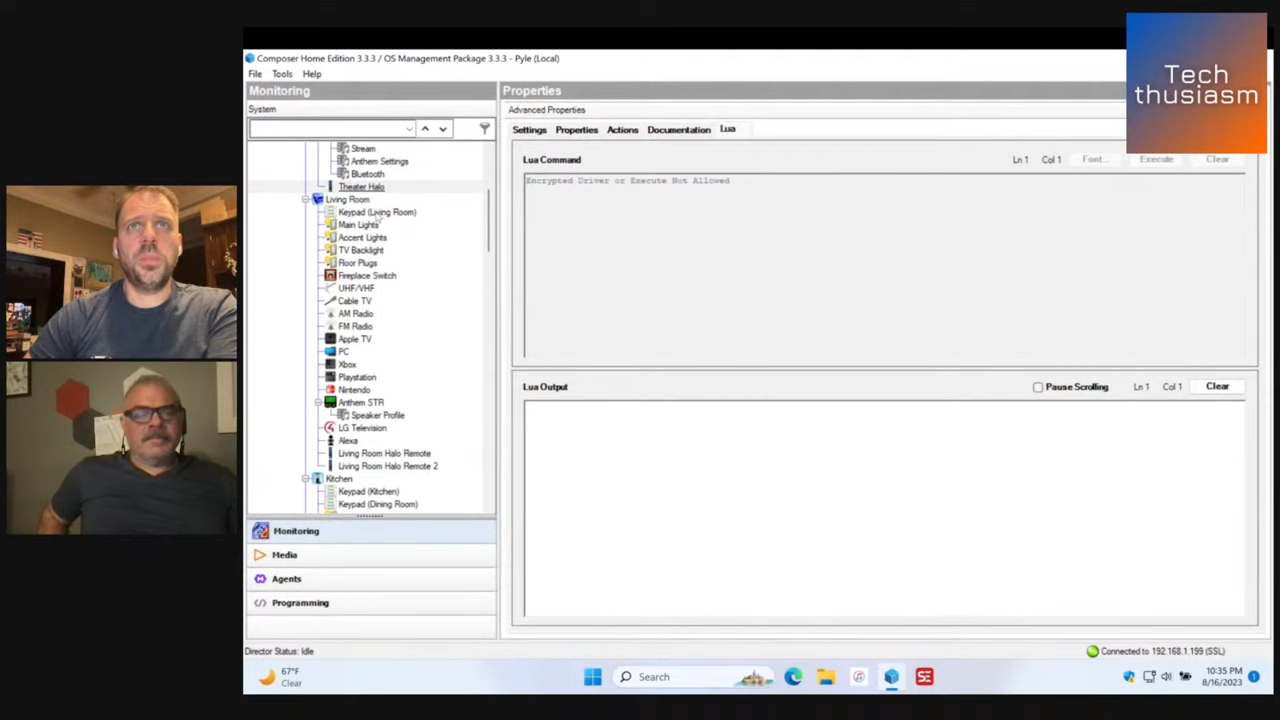 Tech
thusiasm
Composer Home Edition 3.3.3 / OS Management Package 3.3.3 - Pyle (Local)
File Tools Help
Monitoring
System
Stream
Anthem Settings
Bluetooth
Theater Halo
Living Room
Keypad (Living Room)
Main Lights
Accent Lights
TV Backlight
Floor Plugs
Fireplace Switch
UHF/VHF
Cable TV
AM Radio
FM Radio
Apple TV
PC
Xbox
Playstation
Nintendo
Anthem STR
Speaker Profile
LG Television
Alexa
Living Room Halo Remote
Living Room Halo Remote 2
Kitchen
Keypad (Kitchen)
Keypad (Dining Room)
Monitoring
Media
Agents
Programming
Properties
Advanced Properties
Settings Properties Actions Documentation Lua
Lua Command Ln 1 Col 1 Font... Execute Clear
Encrypted Driver or Execute Not Allowed
Lua Output Pause Scrolling Ln 1 Col 1 Clear
Director Status: Idle Connected to 192.168.1.199 (SSL)
67°F
Clear
Search
SE
10:35 PM
8/16/2023
1